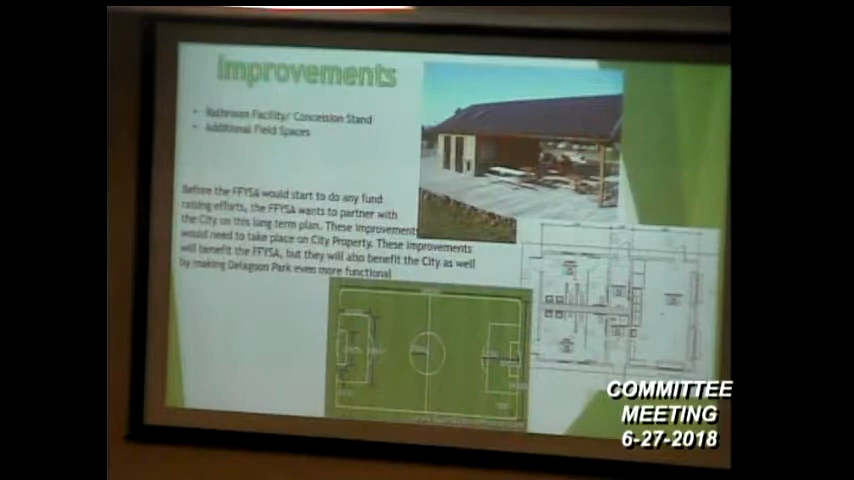 Improvements
• Bathroom Facility/ Concession Stand
• Additional Field Spaces
Before the FFYSA would start to do any fund
raising efforts, the FFYSA wants to partner with
the City on this long term plan. These improvements
would need to take place on City Property. These improvements
will benefit the FFYSA, but they will also benefit the City as well
by making Delagoon Park even more functional
COMMITTEE
MEETING
6-27-2018